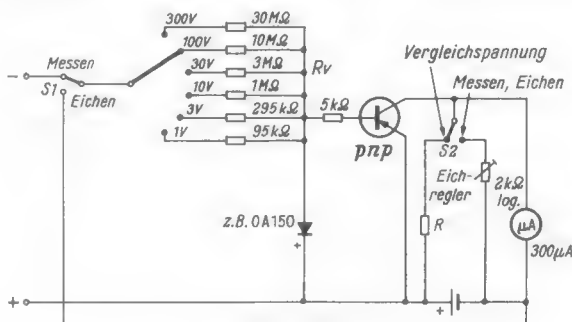 300V 30MΩ
100V 10MΩ
30V 3MΩ Rv
10V 1MΩ
3V 295kΩ
1V 95kΩ
− Messen
S1 Eichen
5kΩ
pnp
Vergleichspannung
Messen, Eichen
S2
Eich-
regler
2kΩ
log.
R
µA
300µA
z.B. OA150
+
+
+